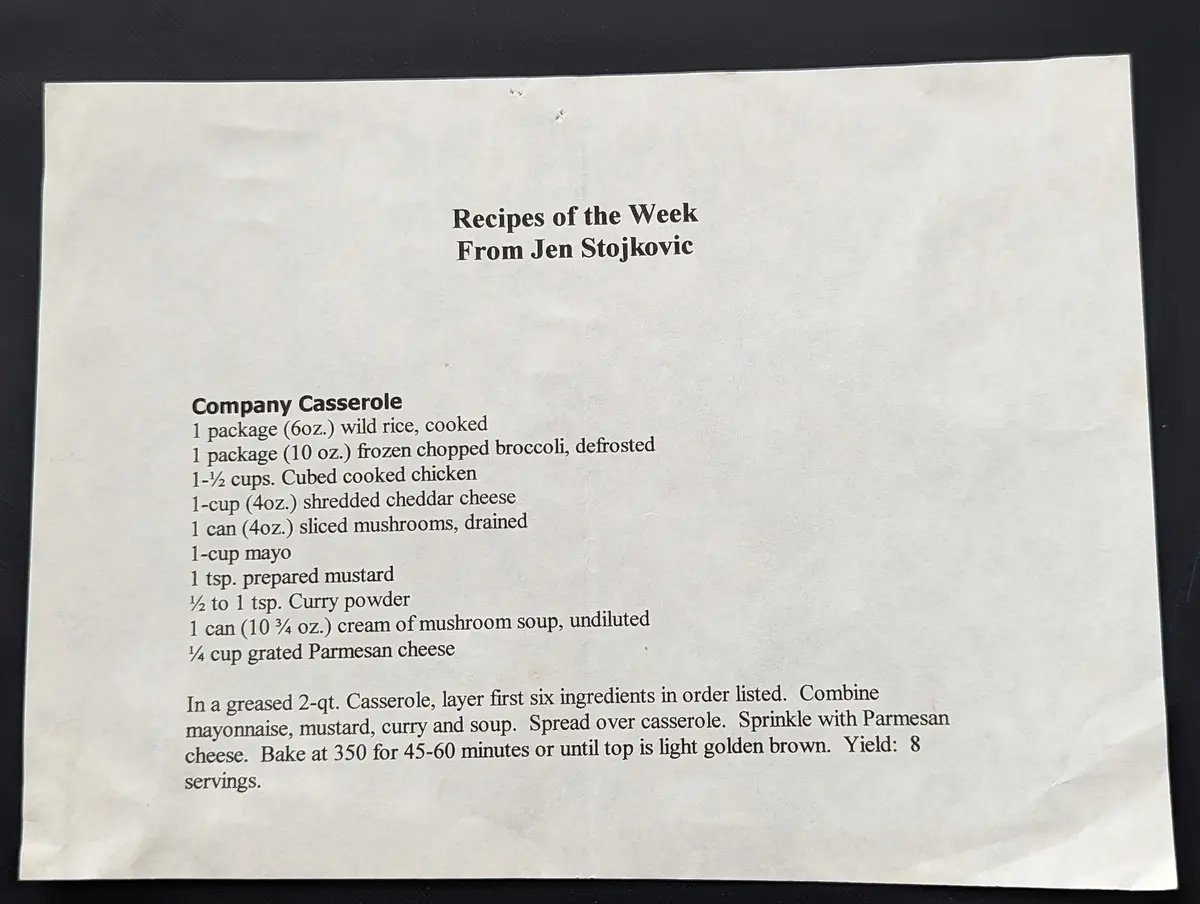 Recipes of the Week
From Jen Stojkovic
Company Casserole
1 package (6oz.) wild rice, cooked
1 package (10 oz.) frozen chopped broccoli, defrosted
1-½ cups. Cubed cooked chicken
1-cup (4oz.) shredded cheddar cheese
1 can (4oz.) sliced mushrooms, drained
1-cup mayo
1 tsp. prepared mustard
½ to 1 tsp. Curry powder
1 can (10 ¾ oz.) cream of mushroom soup, undiluted
¼ cup grated Parmesan cheese
In a greased 2-qt. Casserole, layer first six ingredients in order listed. Combine
mayonnaise, mustard, curry and soup. Spread over casserole. Sprinkle with Parmesan
cheese. Bake at 350 for 45-60 minutes or until top is light golden brown. Yield: 8
servings.